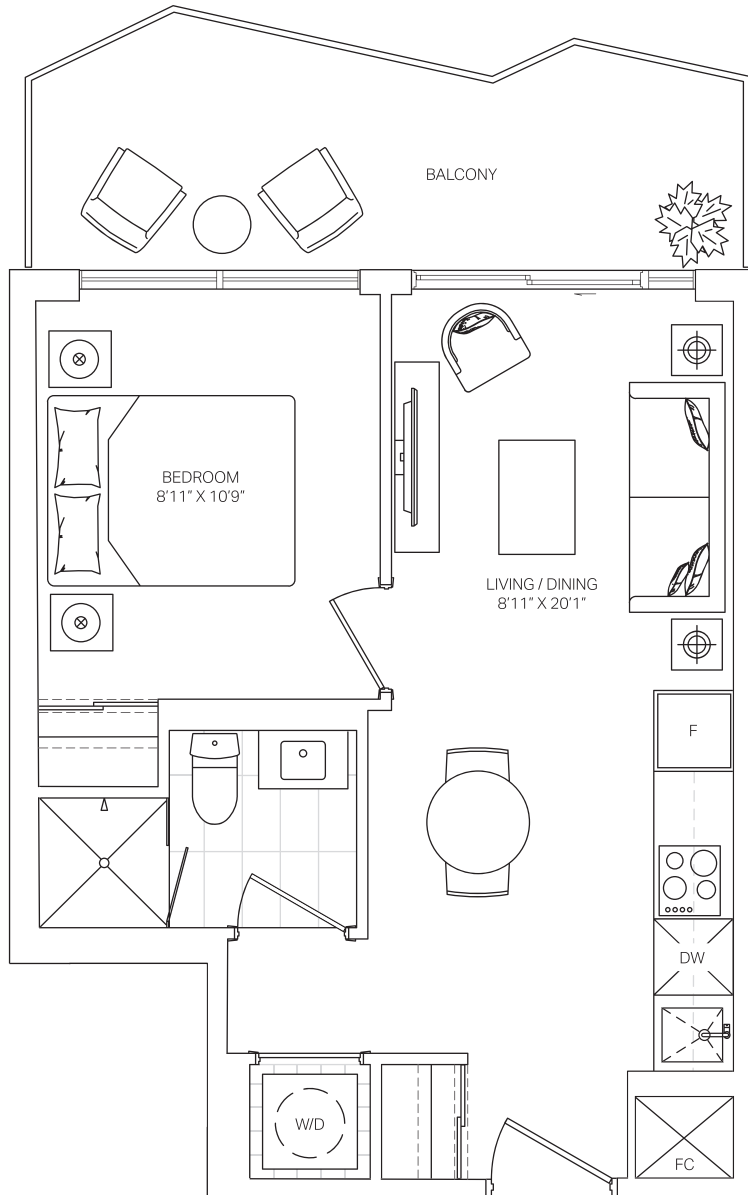 BALCONY
BEDROOM
8'11" X 10'9"
LIVING / DINING
8'11" X 20'1"
F
DW
W/D
FC